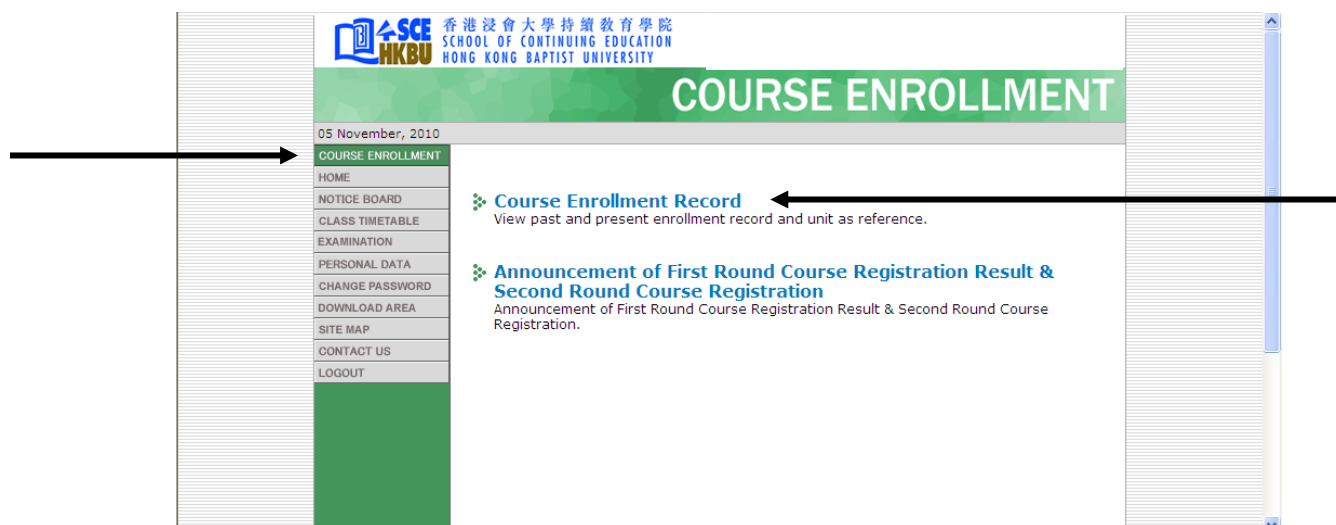 SCE
HKBU
香港浸會大學持續敎育學院
SCHOOL OF CONTINUING EDUCATION
HONG KONG BAPTIST UNIVERSITY
COURSE ENROLLMENT
05 November, 2010
COURSE ENROLLMENT
HOME
NOTICE BOARD
CLASS TIMETABLE
EXAMINATION
PERSONAL DATA
CHANGE PASSWORD
DOWNLOAD AREA
SITE MAP
CONTACT US
LOGOUT
Course Enrollment Record
View past and present enrollment record and unit as reference.
Announcement of First Round Course Registration Result &
Second Round Course Registration
Announcement of First Round Course Registration Result & Second Round Course
Registration.